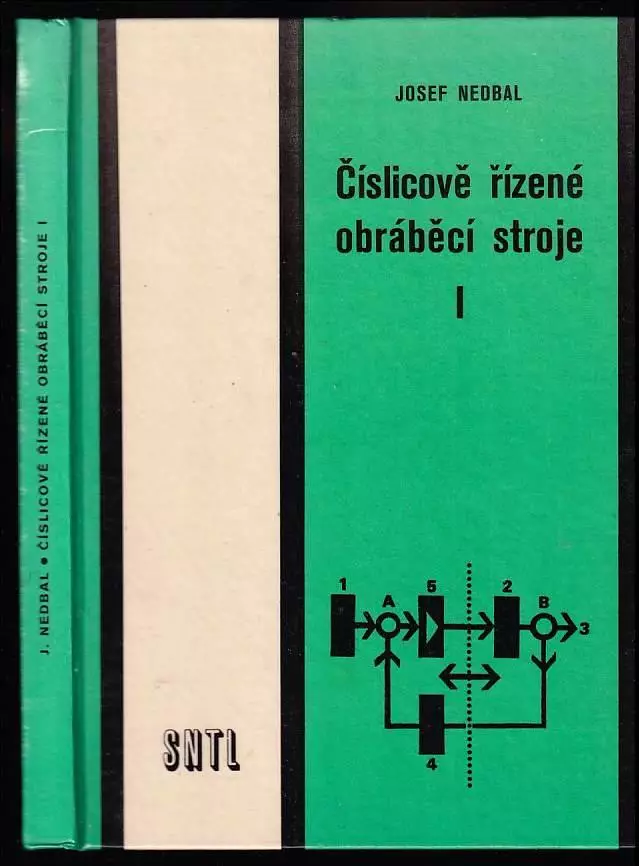 J. NEDBAL • ČÍSLICOVĚ ŘÍZENÉ OBRÁBĚCÍ STROJE I
JOSEF NEDBAL
Číslicově řízené
obráběcí stroje
I
1 A 5 2 B
3
4
SNTL